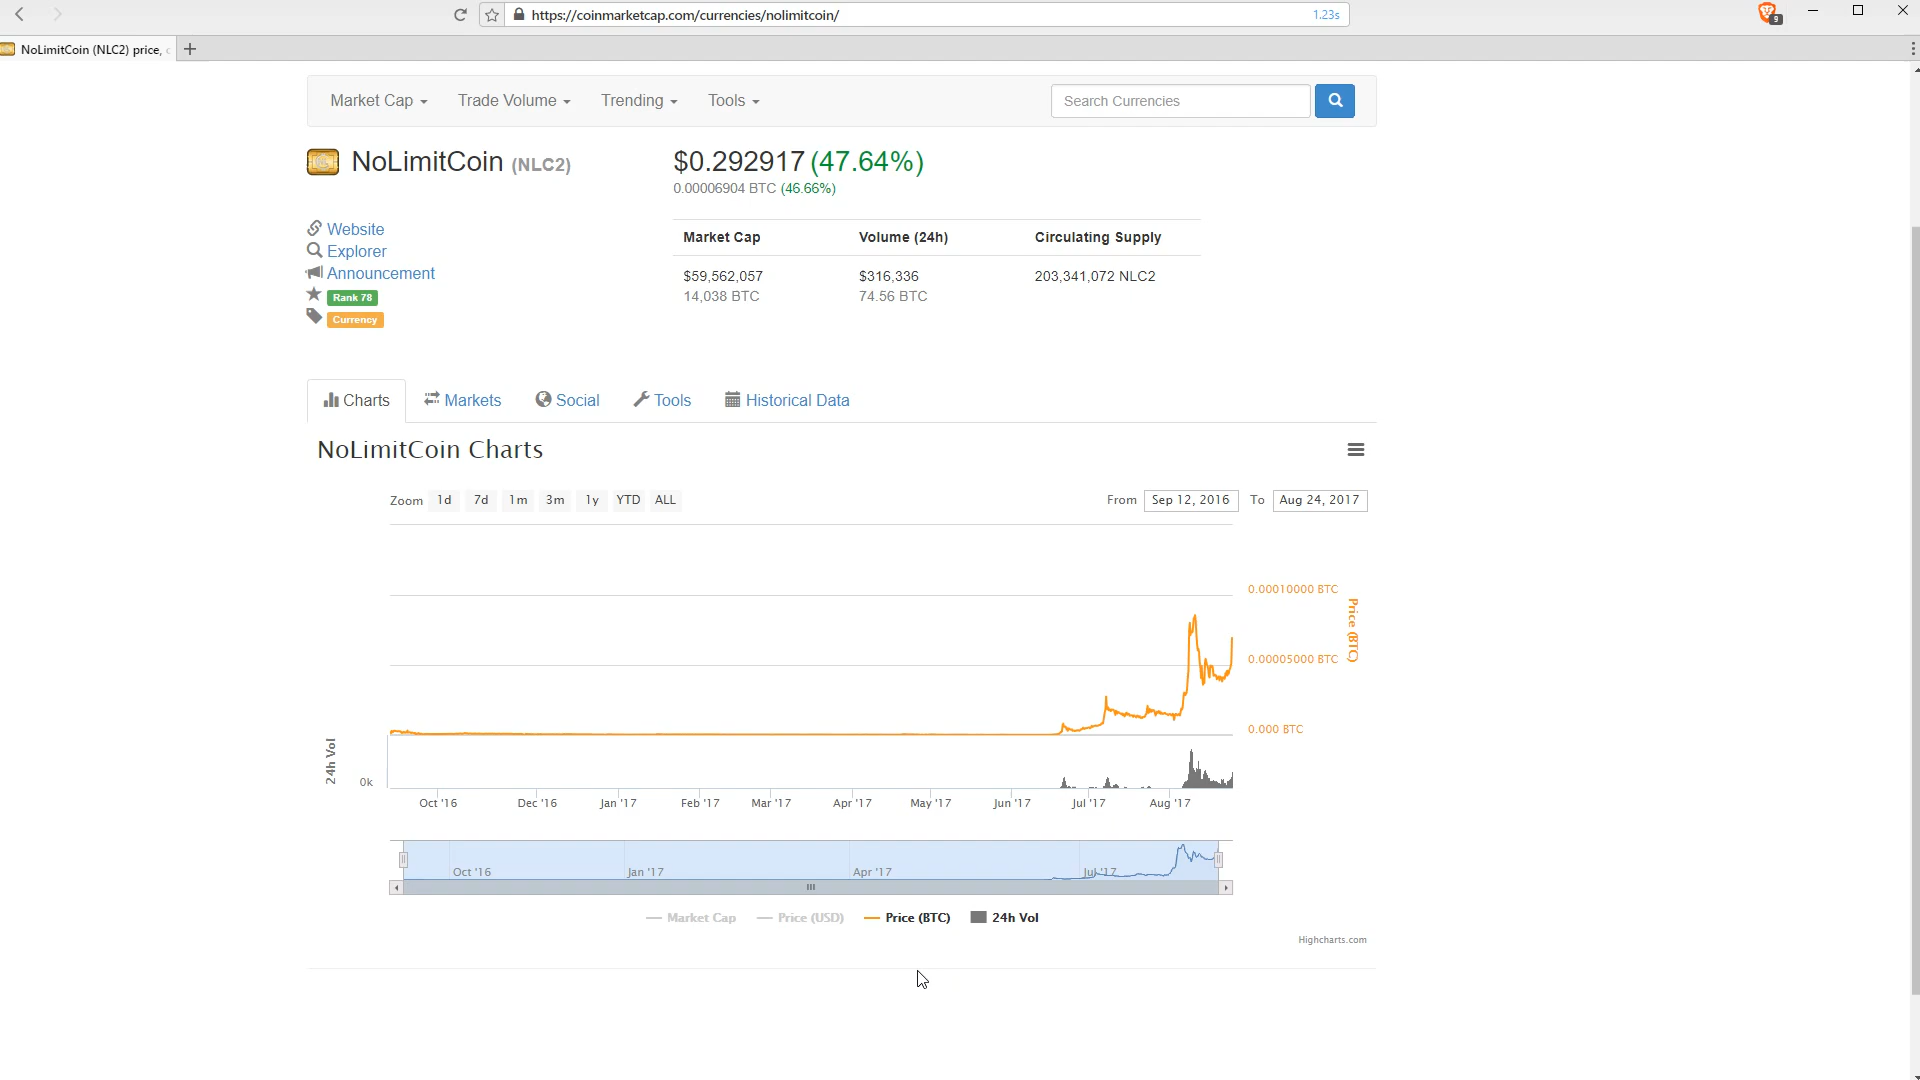 https://coinmarketcap.com/currencies/nolimitcoin/ 1.23s
9
NoLimitCoin (NLC2) price,
Market Cap Trade Volume Trending Tools Search Currencies
NoLimitCoin (NLC2) $0.292917 (47.64%)
0.00006904 BTC (46.66%)
Website
Explorer
Announcement
Rank 78
Currency
Market Cap Volume (24h) Circulating Supply
$59,562,057 $316,336 203,341,072 NLC2
14,038 BTC 74.56 BTC
Charts Markets Social Tools Historical Data
NoLimitCoin Charts
Zoom 1d 7d 1m 3m 1y YTD ALL From Sep 12, 2016 To Aug 24, 2017
0.00010000 BTC
Price (BTC)
0.00005000 BTC
0.000 BTC
24h Vol
0k
Oct '16 Dec '16 Jan '17 Feb '17 Mar '17 Apr '17 May '17 Jun '17 Jul '17 Aug '17
Oct '16 Jan '17 Apr '17 Jul '17
Market Cap Price (USD) Price (BTC) 24h Vol
Highcharts.com